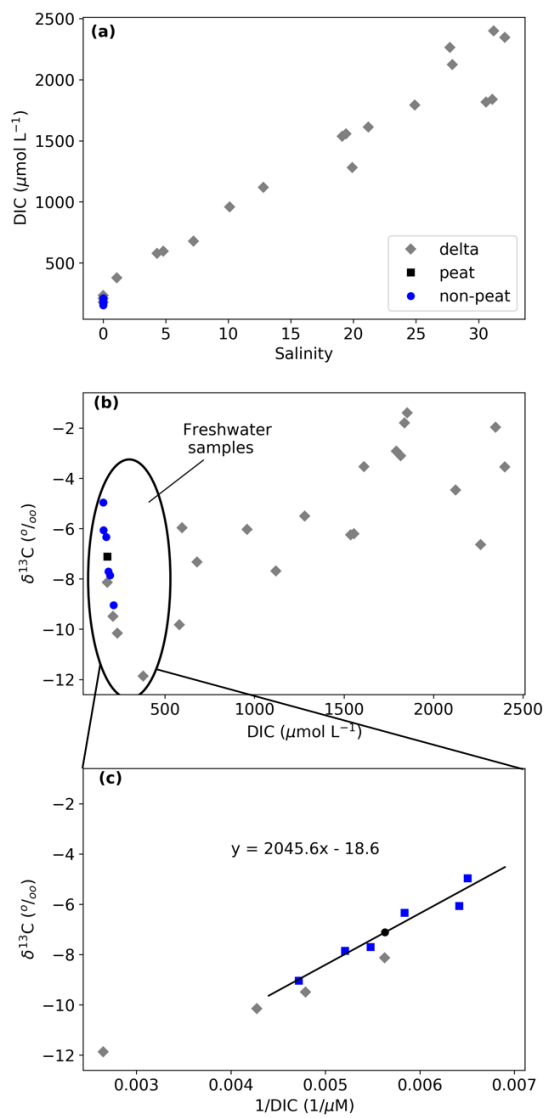 (a)
2500
2000
1500
1000
500
DIC (μmol L⁻¹)
delta
peat
non-peat
0 5 10 15 20 25 30
Salinity
(b)
Freshwater
samples
−2
−4
−6
−8
−10
−12
δ¹³C (⁰/₀₀)
500 1000 1500 2000 2500
DIC (μmol L⁻¹)
(c)
y = 2045.6x - 18.6
−2
−4
−6
−8
−10
−12
δ¹³C (⁰/₀₀)
0.003 0.004 0.005 0.006 0.007
1/DIC (1/μM)